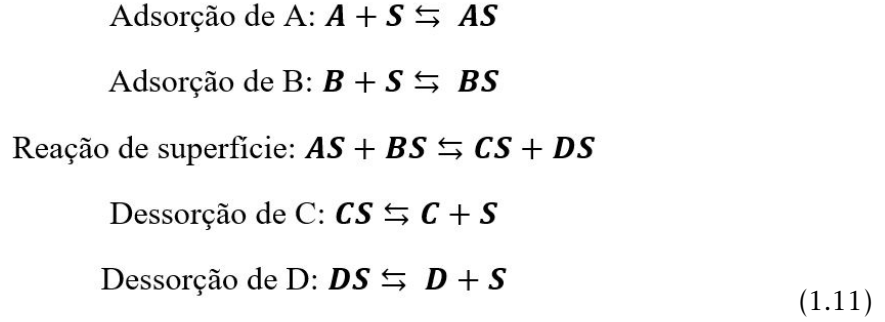 Adsorção de A: A + S ⇆ AS
Adsorção de B: B + S ⇆ BS
Reação de superfície: AS + BS ⇆ CS + DS
Dessorção de C: CS ⇆ C + S
Dessorção de D: DS ⇆ D + S
(1.11)